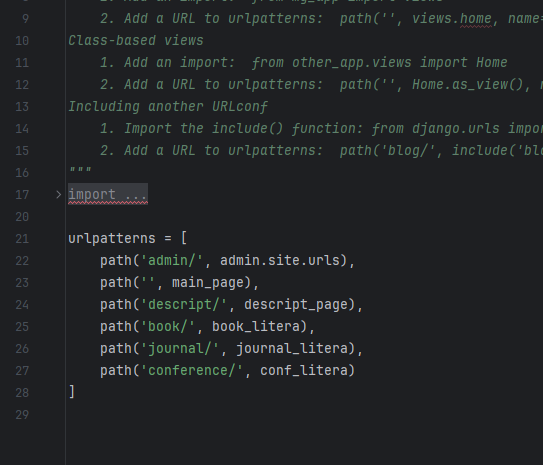 9 2. Add a URL to urlpatterns: path('', views.home, name=
10 Class-based views
11 1. Add an import: from other_app.views import Home
12 2. Add a URL to urlpatterns: path('', Home.as_view(), n
13 Including another URLconf
14 1. Import the include() function: from django.urls impor
15 2. Add a URL to urlpatterns: path('blog/', include('blo
16 """
17 import ...
20
21 urlpatterns = [
22 path('admin/', admin.site.urls),
23 path('', main_page),
24 path('descript/', descript_page),
25 path('book/', book_litera),
26 path('journal/', journal_litera),
27 path('conference/', conf_litera)
28 ]
29